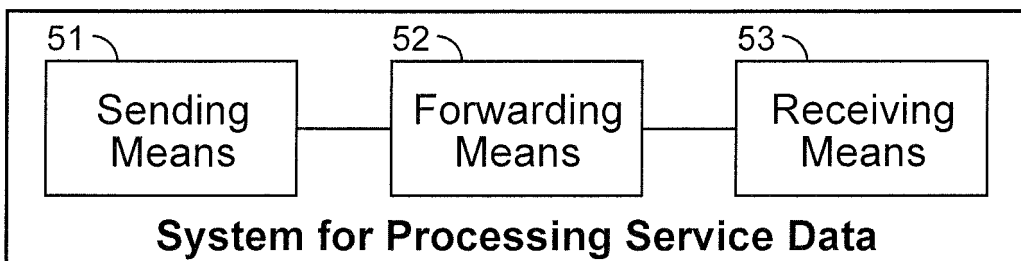 51 52 53
Sending Forwarding Receiving
Means Means Means
System for Processing Service Data